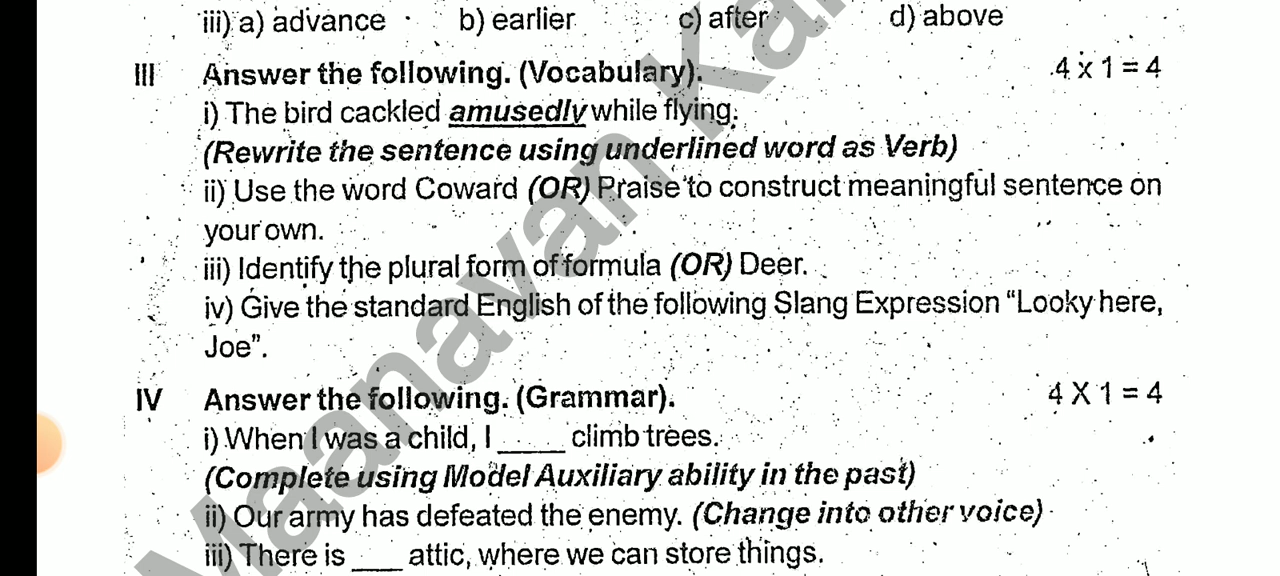 iii) a) advance b) earlier c) after d) above
III Answer the following. (Vocabulary). 4 x 1 = 4
i) The bird cackled amusedly while flying.
(Rewrite the sentence using underlined word as Verb)
ii) Use the word Coward (OR) Praise to construct meaningful sentence on
your own.
iii) Identify the plural form of formula (OR) Deer.
iv) Give the standard English of the following Slang Expression “Looky here,
Joe”.
IV Answer the following. (Grammar). 4 X 1 = 4
i) When I was a child, I _____ climb trees.
(Complete using Model Auxiliary ability in the past)
ii) Our army has defeated the enemy. (Change into other voice)
iii) There is ____ attic, where we can store things.
Maanavan